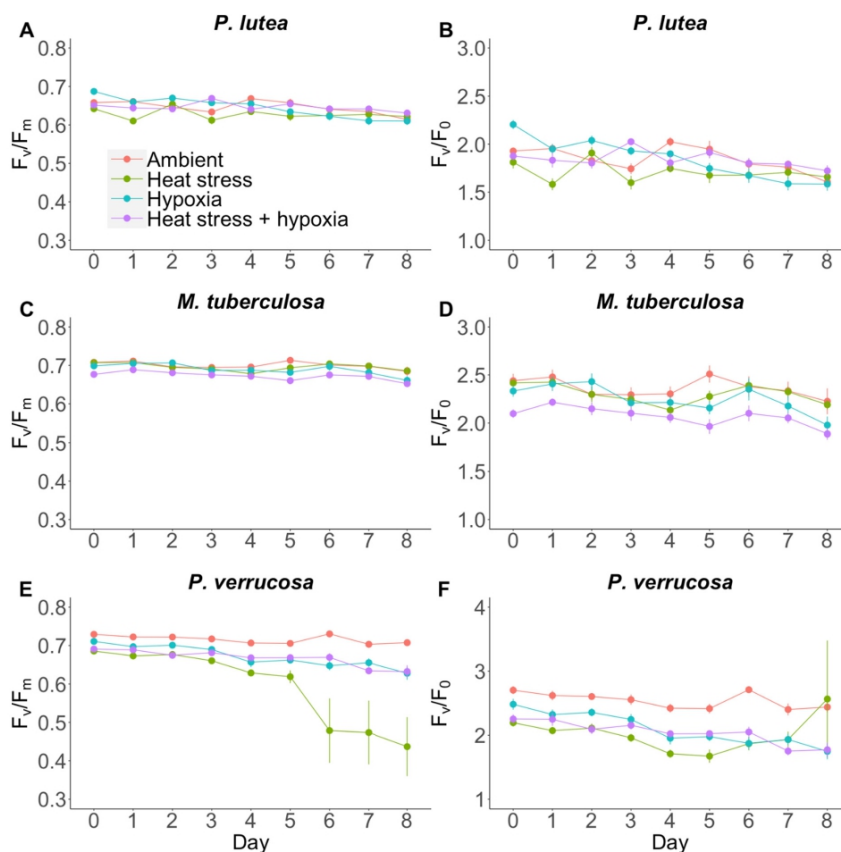 A P. lutea
B P. lutea
0.8
0.7
0.6
0.5
0.4
0.3
Fv/Fm
Ambient
Heat stress
Hypoxia
Heat stress + hypoxia
0 1 2 3 4 5 6 7 8
3.0
2.5
2.0
1.5
1.0
Fv/F0
0 1 2 3 4 5 6 7 8
C M. tuberculosa
D M. tuberculosa
0.8
0.7
0.6
0.5
0.4
0.3
Fv/Fm
0 1 2 3 4 5 6 7 8
3.0
2.5
2.0
1.5
1.0
Fv/F0
0 1 2 3 4 5 6 7 8
E P. verrucosa
F P. verrucosa
0.8
0.7
0.6
0.5
0.4
0.3
Fv/Fm
0 1 2 3 4 5 6 7 8
Day
4
3
2
1
Fv/F0
0 1 2 3 4 5 6 7 8
Day